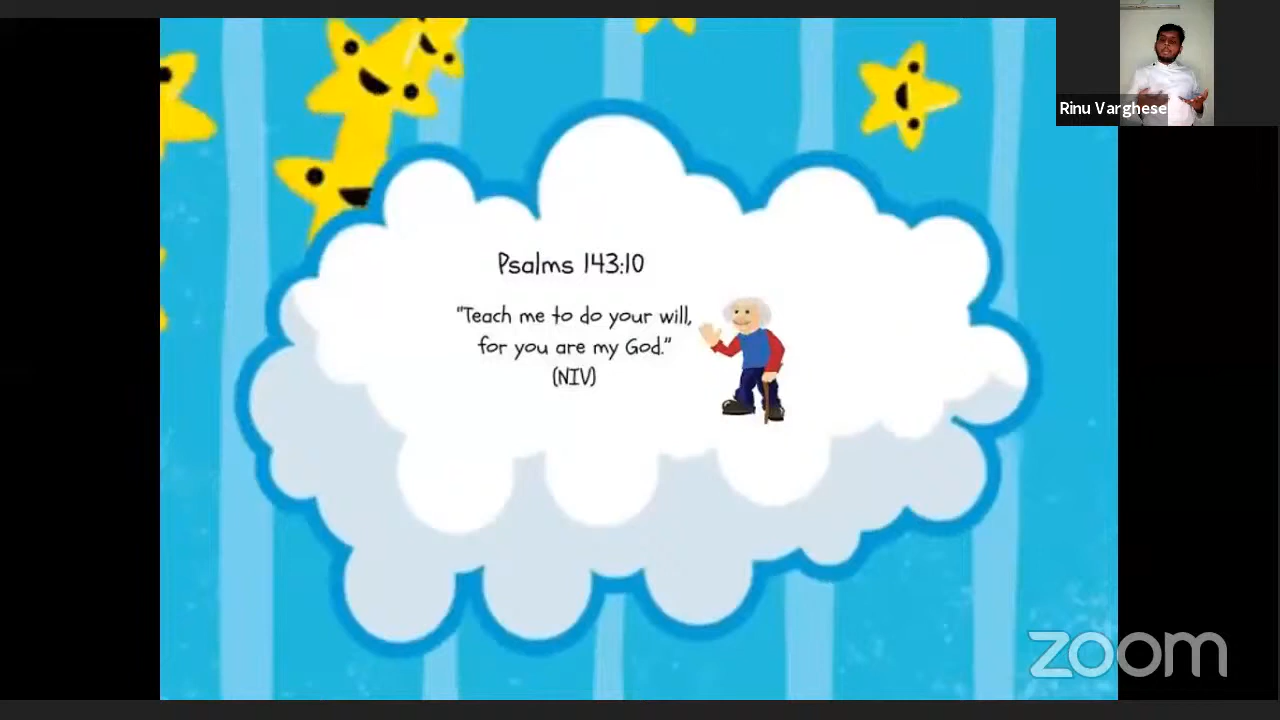 Rinu Varghese
Psalms 143:10
"Teach me to do your will,
for you are my God."
(NIV)
zoom